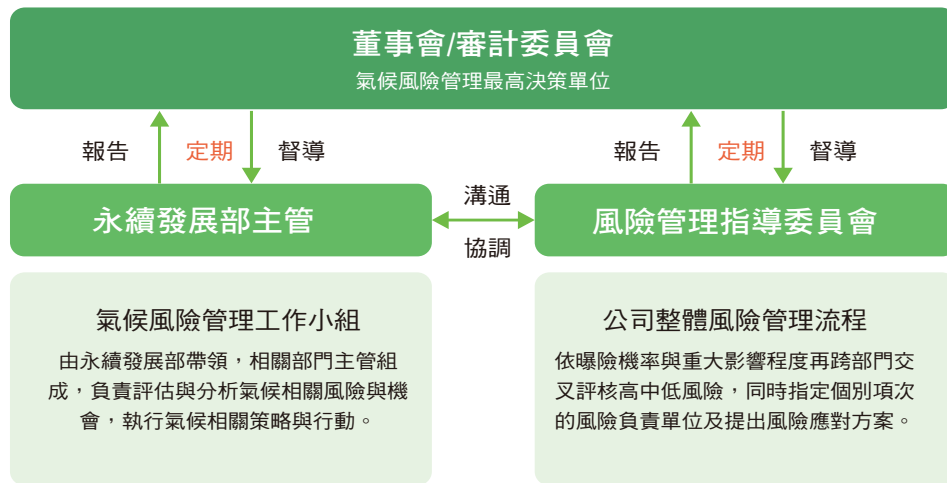 董事會/審計委員會
氣候風險管理最高決策單位
報告 定期 督導
報告 定期 督導
永續發展部主管
溝通
協調
風險管理指導委員會
氣候風險管理工作小組
由永續發展部帶領，相關部門主管組
成，負責評估與分析氣候相關風險與機
會，執行氣候相關策略與行動。
公司整體風險管理流程
依曝險機率與重大影響程度再跨部門交
叉評核高中低風險，同時指定個別項次
的風險負責單位及提出風險應對方案。